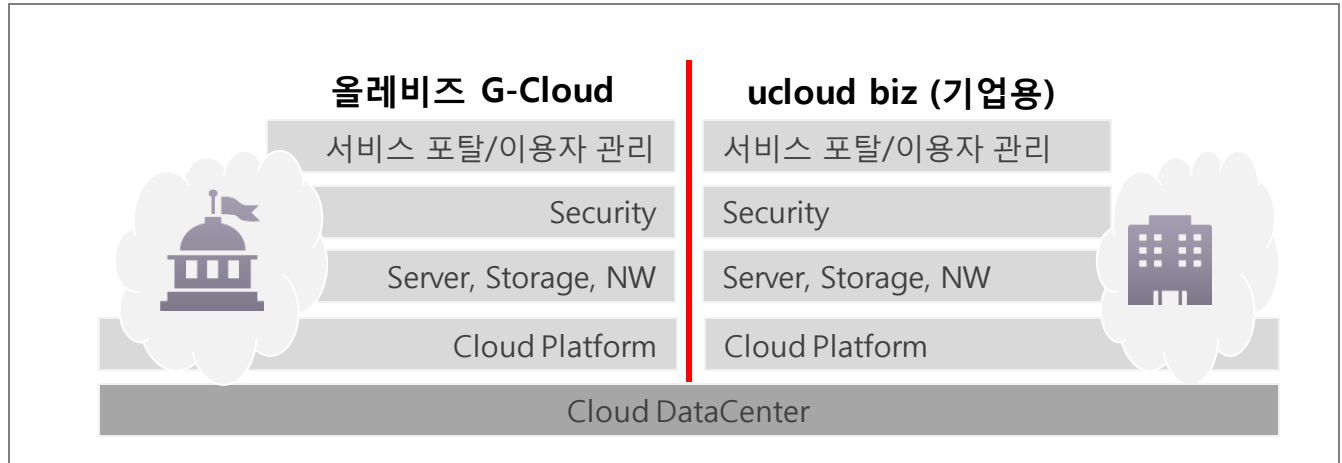 올레비즈 G-Cloud
ucloud biz (기업용)
서비스 포탈/이용자 관리
서비스 포탈/이용자 관리
Security
Security
Server, Storage, NW
Server, Storage, NW
Cloud Platform
Cloud Platform
Cloud DataCenter